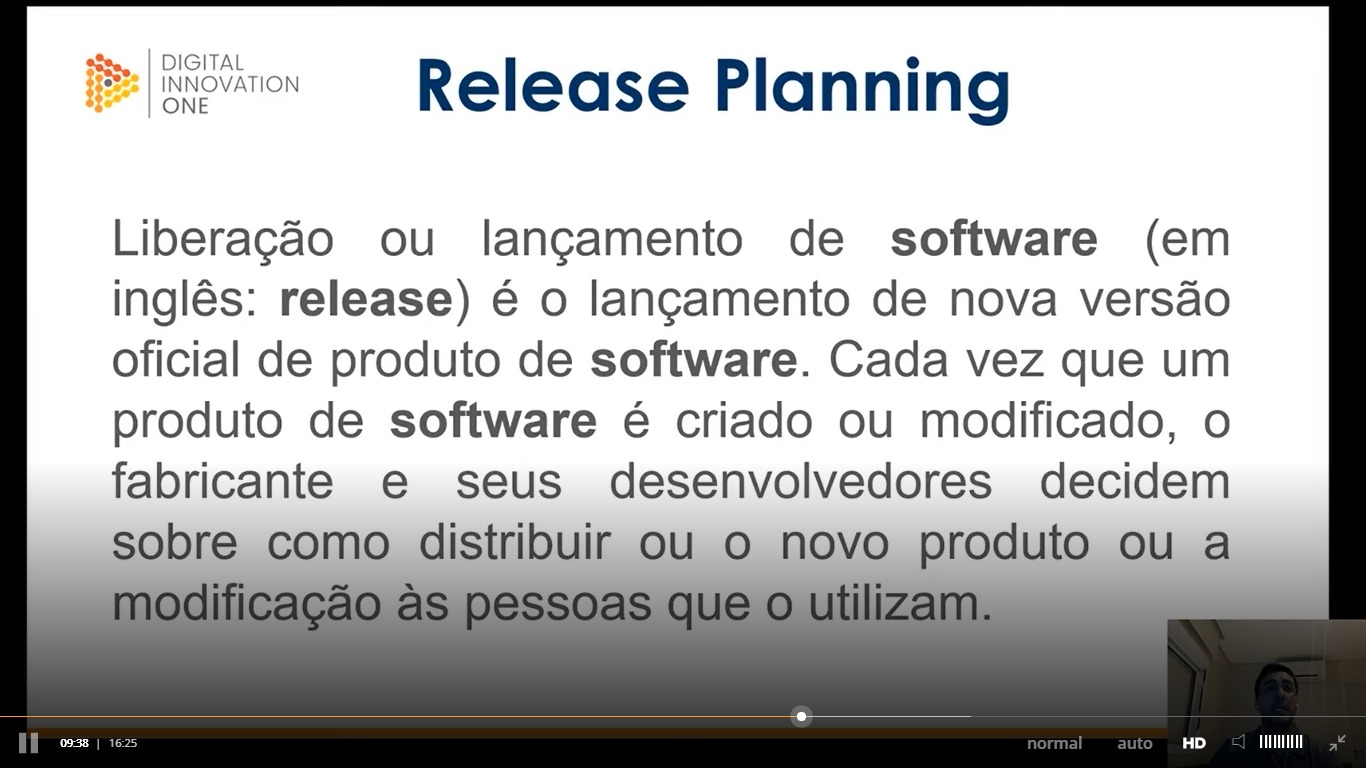 DIGITAL
INNOVATION
ONE
Release Planning
Liberação ou lançamento de software (em
inglês: release) é o lançamento de nova versão
oficial de produto de software. Cada vez que um
produto de software é criado ou modificado, o
fabricante e seus desenvolvedores decidem
sobre como distribuir ou o novo produto ou a
modificação às pessoas que o utilizam.
09:38 | 16:25
normal auto HD